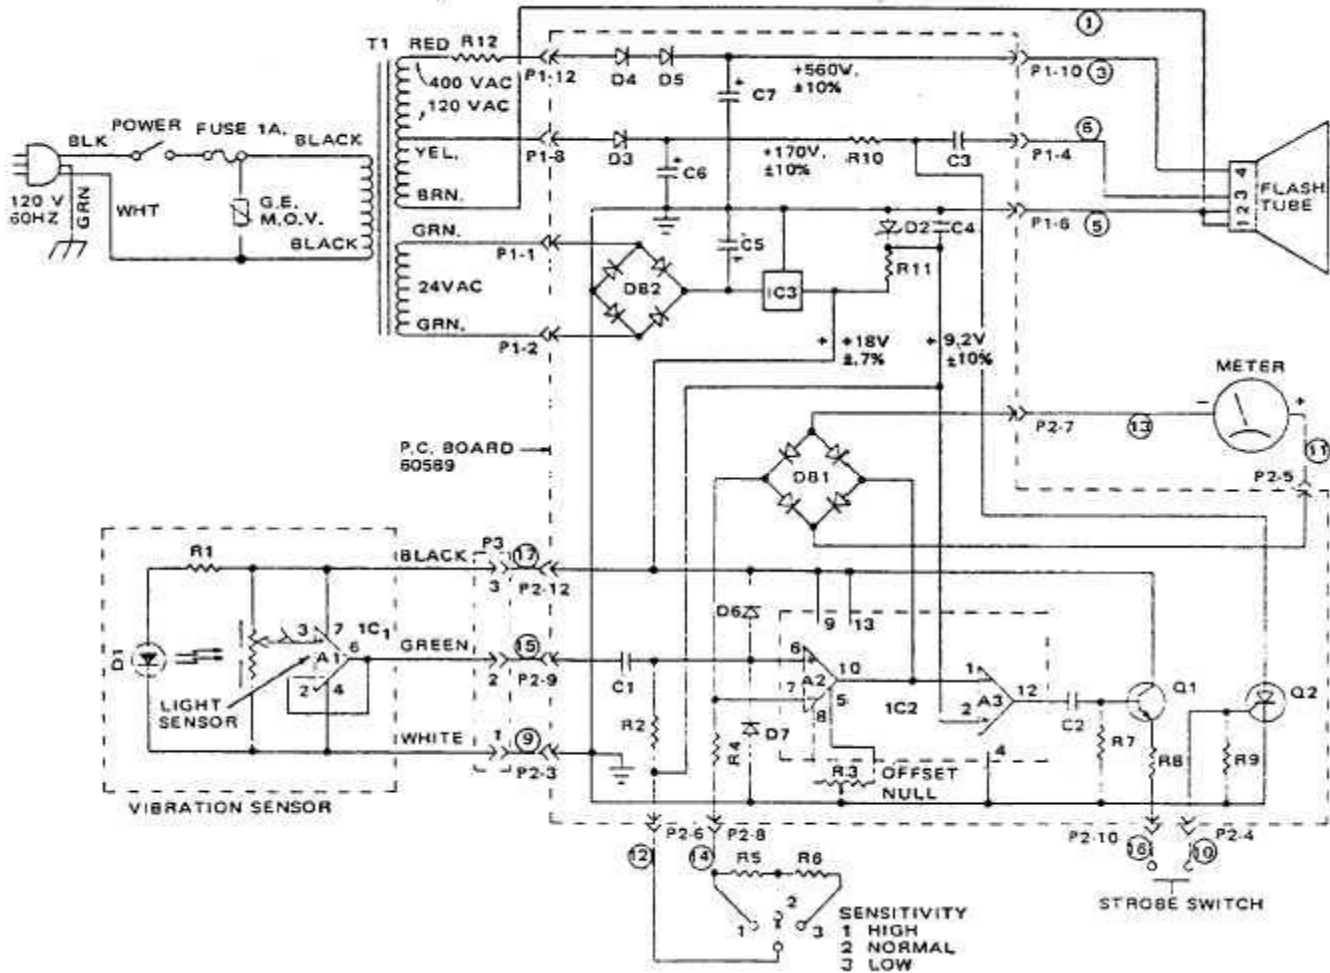 1
T1
RED
R12
400 VAC
120 VAC
P1-12
D4
D5
+
C7
+560V.
±10%
P1-10
3
POWER
FUSE 1A.
BLK
BLACK
YEL.
P1-8
D3
+
C6
+170V.
±10%
R10
C3
6
P1-4
120 V
60HZ
GRN
WHT
G.E.
M.O.V.
BRN.
BLACK
GRN.
P1-1
C5
+
D2
C4
P1-6
5
4
3
2
1
FLASH
TUBE
24VAC
DB2
IC3
R11
GRN.
P1-2
+ +18V
±.7%
+ 9.2V
±10%
METER
-
+
P.C. BOARD
60589
DB1
P2-7
13
11
P2-5
R1
BLACK
P3
17
3
P2-12
D1
3
7
1C1
A1
6
2
4
LIGHT
SENSOR
GREEN
15
2
P2-9
C1
D6
9
13
6
A2
10
7
5
8
1C2
1
A3
12
2
4
C2
Q1
Q2
WHITE
1
9
P2-3
R2
R4
D7
R3
OFFSET
NULL
R7
R8
R9
VIBRATION SENSOR
P2-6
P2-8
P2-10
P2-4
12
14
16
10
R5
R6
1
2
3
STROBE SWITCH
SENSITIVITY
1 HIGH
2 NORMAL
3 LOW